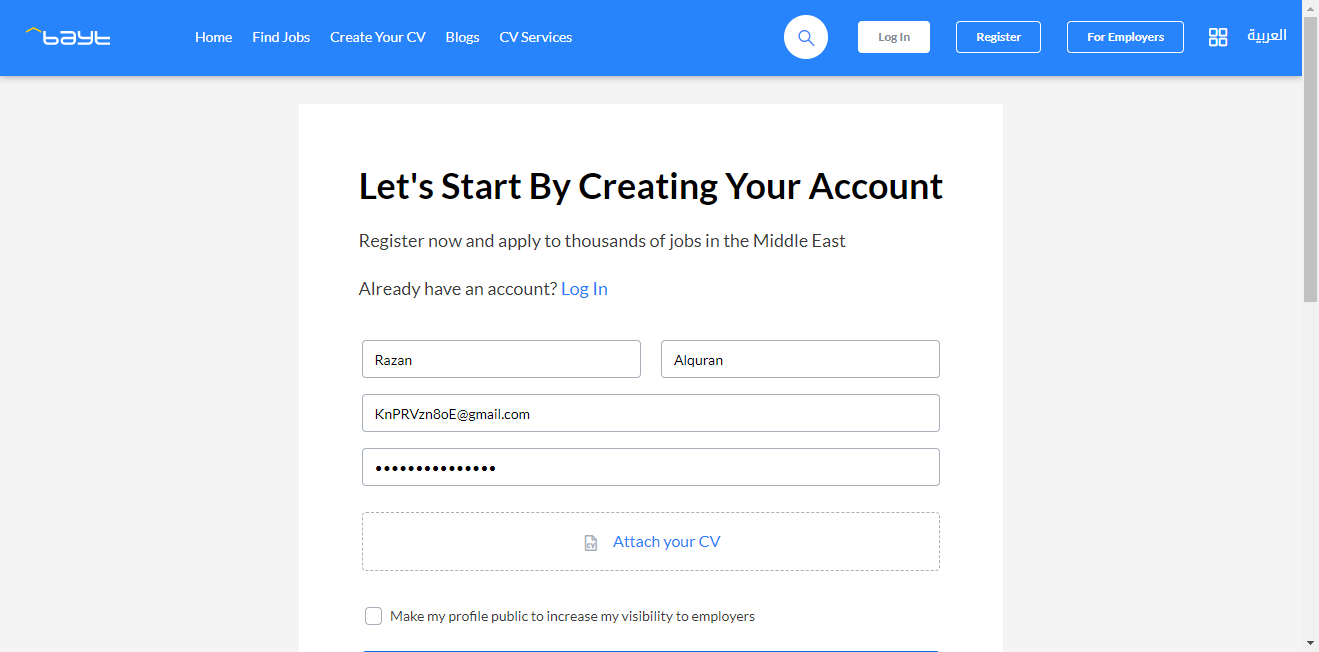 bayt
Home Find Jobs Create Your CV Blogs CV Services Log In Register For Employers العربية
Let's Start By Creating Your Account
Register now and apply to thousands of jobs in the Middle East
Already have an account? Log In
Razan Alquran
KnPRVzn8oE@gmail.com
•••••••••••••••
CV Attach your CV
Make my profile public to increase my visibility to employers